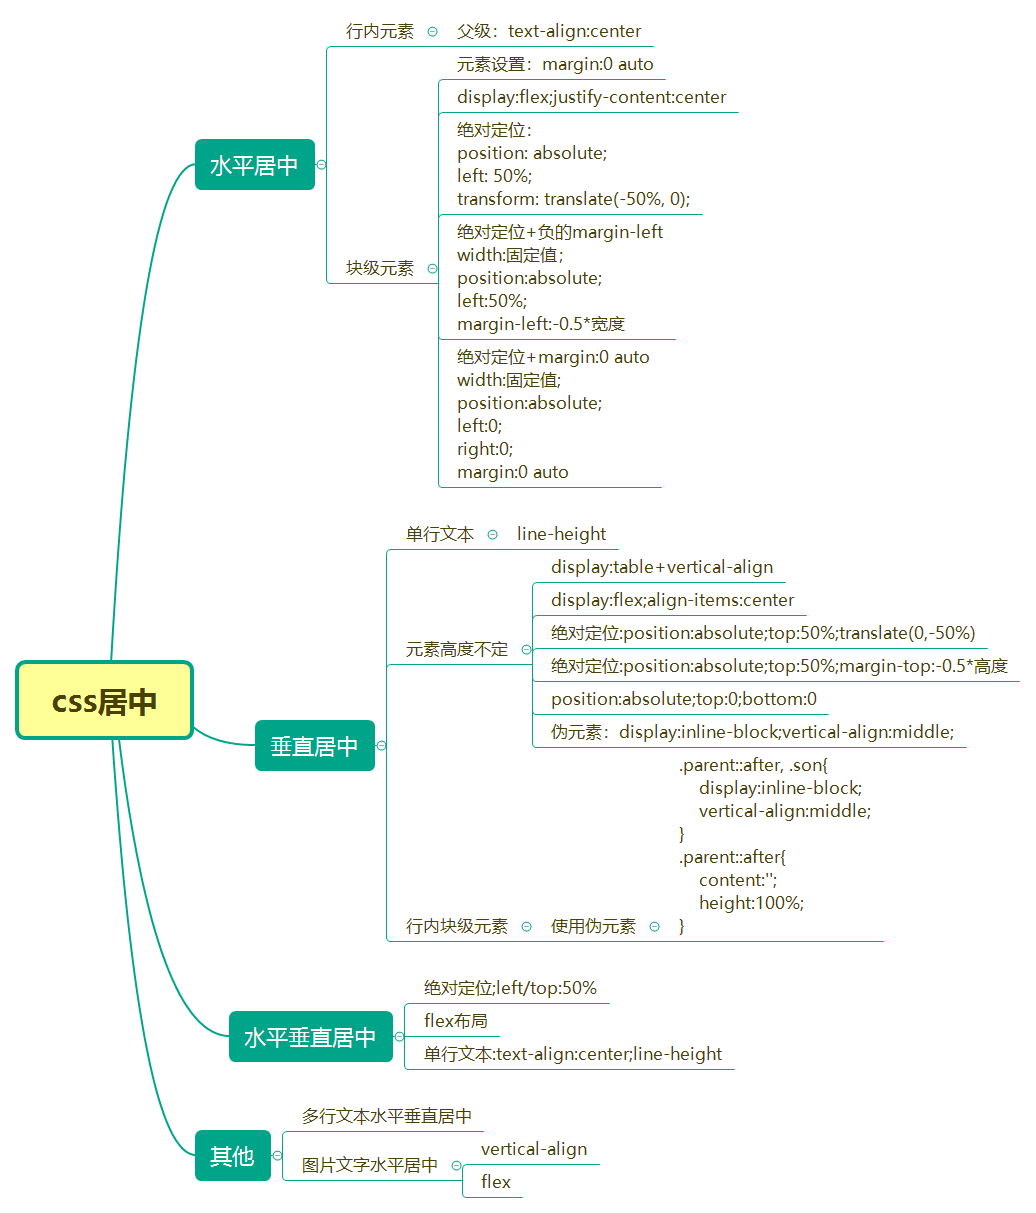 css居中
水平居中
行内元素
父级：text-align:center
块级元素
元素设置：margin:0 auto
display:flex;justify-content:center
绝对定位：
position: absolute;
left: 50%;
transform: translate(-50%, 0);
绝对定位+负的margin-left
width:固定值；
position:absolute;
left:50%;
margin-left:-0.5*宽度
绝对定位+margin:0 auto
width:固定值;
position:absolute;
left:0;
right:0;
margin:0 auto
垂直居中
单行文本
line-height
元素高度不定
display:table+vertical-align
display:flex;align-items:center
绝对定位:position:absolute;top:50%;translate(0,-50%)
绝对定位:position:absolute;top:50%;margin-top:-0.5*高度
position:absolute;top:0;bottom:0
伪元素：display:inline-block;vertical-align:middle;
行内块级元素
使用伪元素
.parent::after, .son{
display:inline-block;
vertical-align:middle;
}
.parent::after{
content:'';
height:100%;
}
水平垂直居中
绝对定位;left/top:50%
flex布局
单行文本:text-align:center;line-height
其他
多行文本水平垂直居中
图片文字水平居中
vertical-align
flex